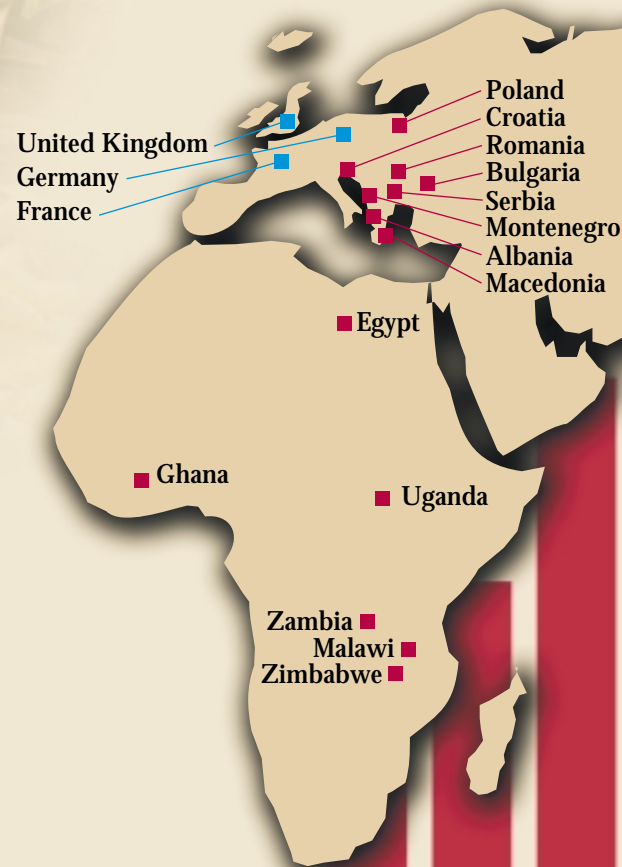 United Kingdom
Germany
France
Poland
Croatia
Romania
Bulgaria
Serbia
Montenegro
Albania
Macedonia
Egypt
Ghana
Uganda
Zambia
Malawi
Zimbabwe